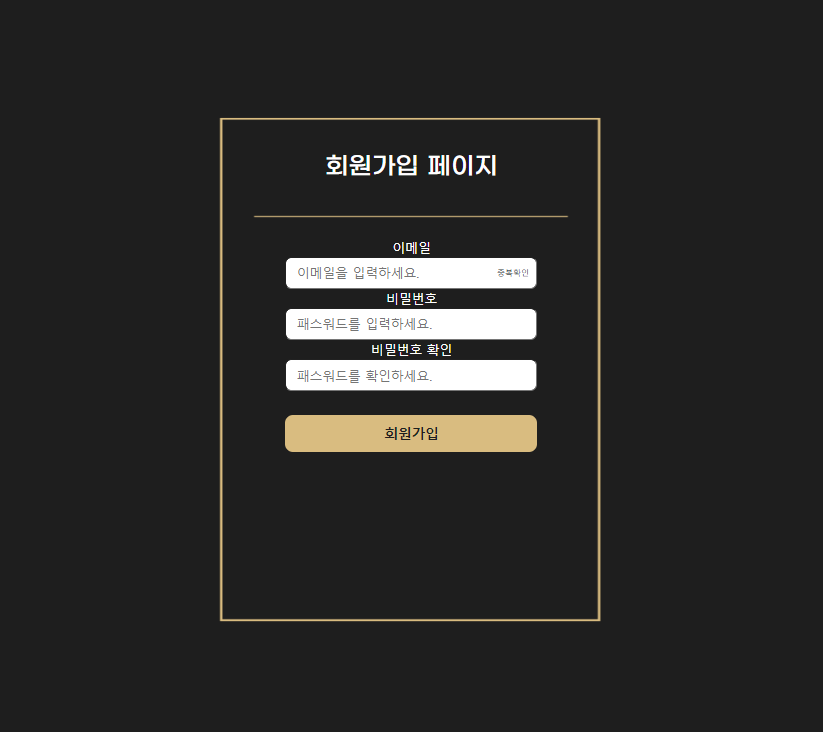 회원가입 페이지
이메일
이메일을 입력하세요. 중복확인
비밀번호
패스워드를 입력하세요.
비밀번호 확인
패스워드를 확인하세요.
회원가입